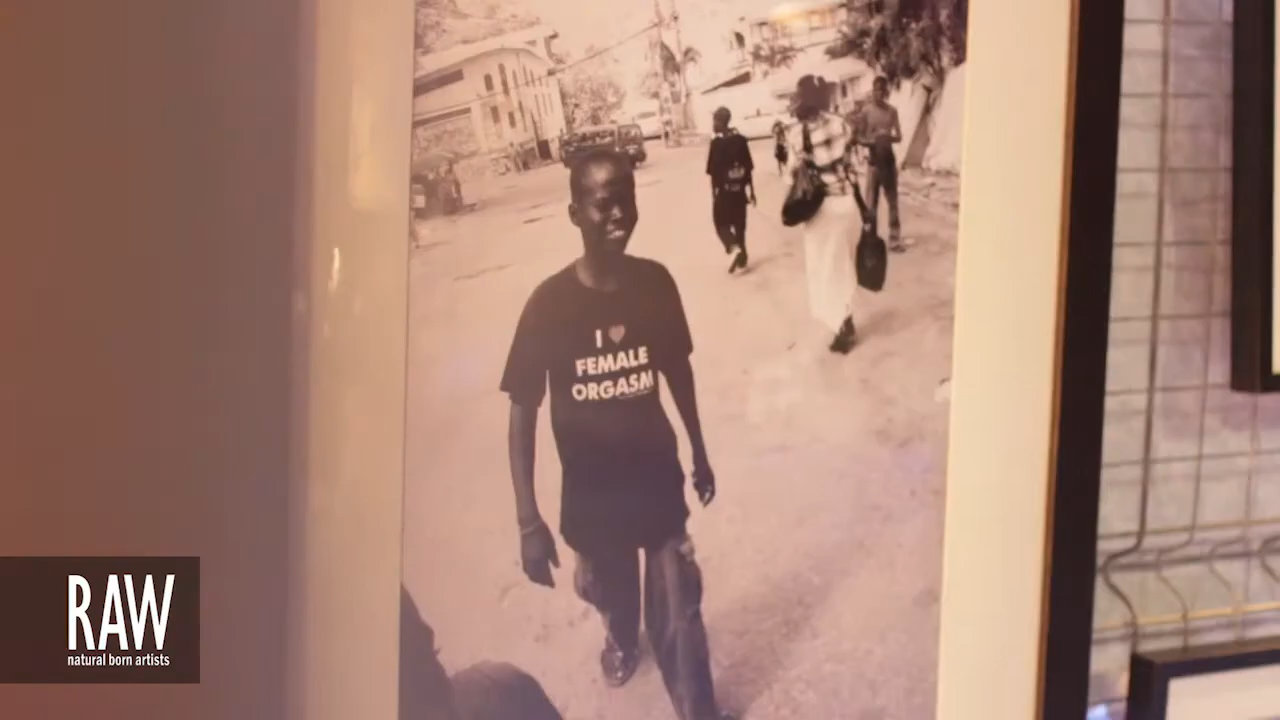 I ❤
FEMALE
ORGASM
RAW
natural born artists